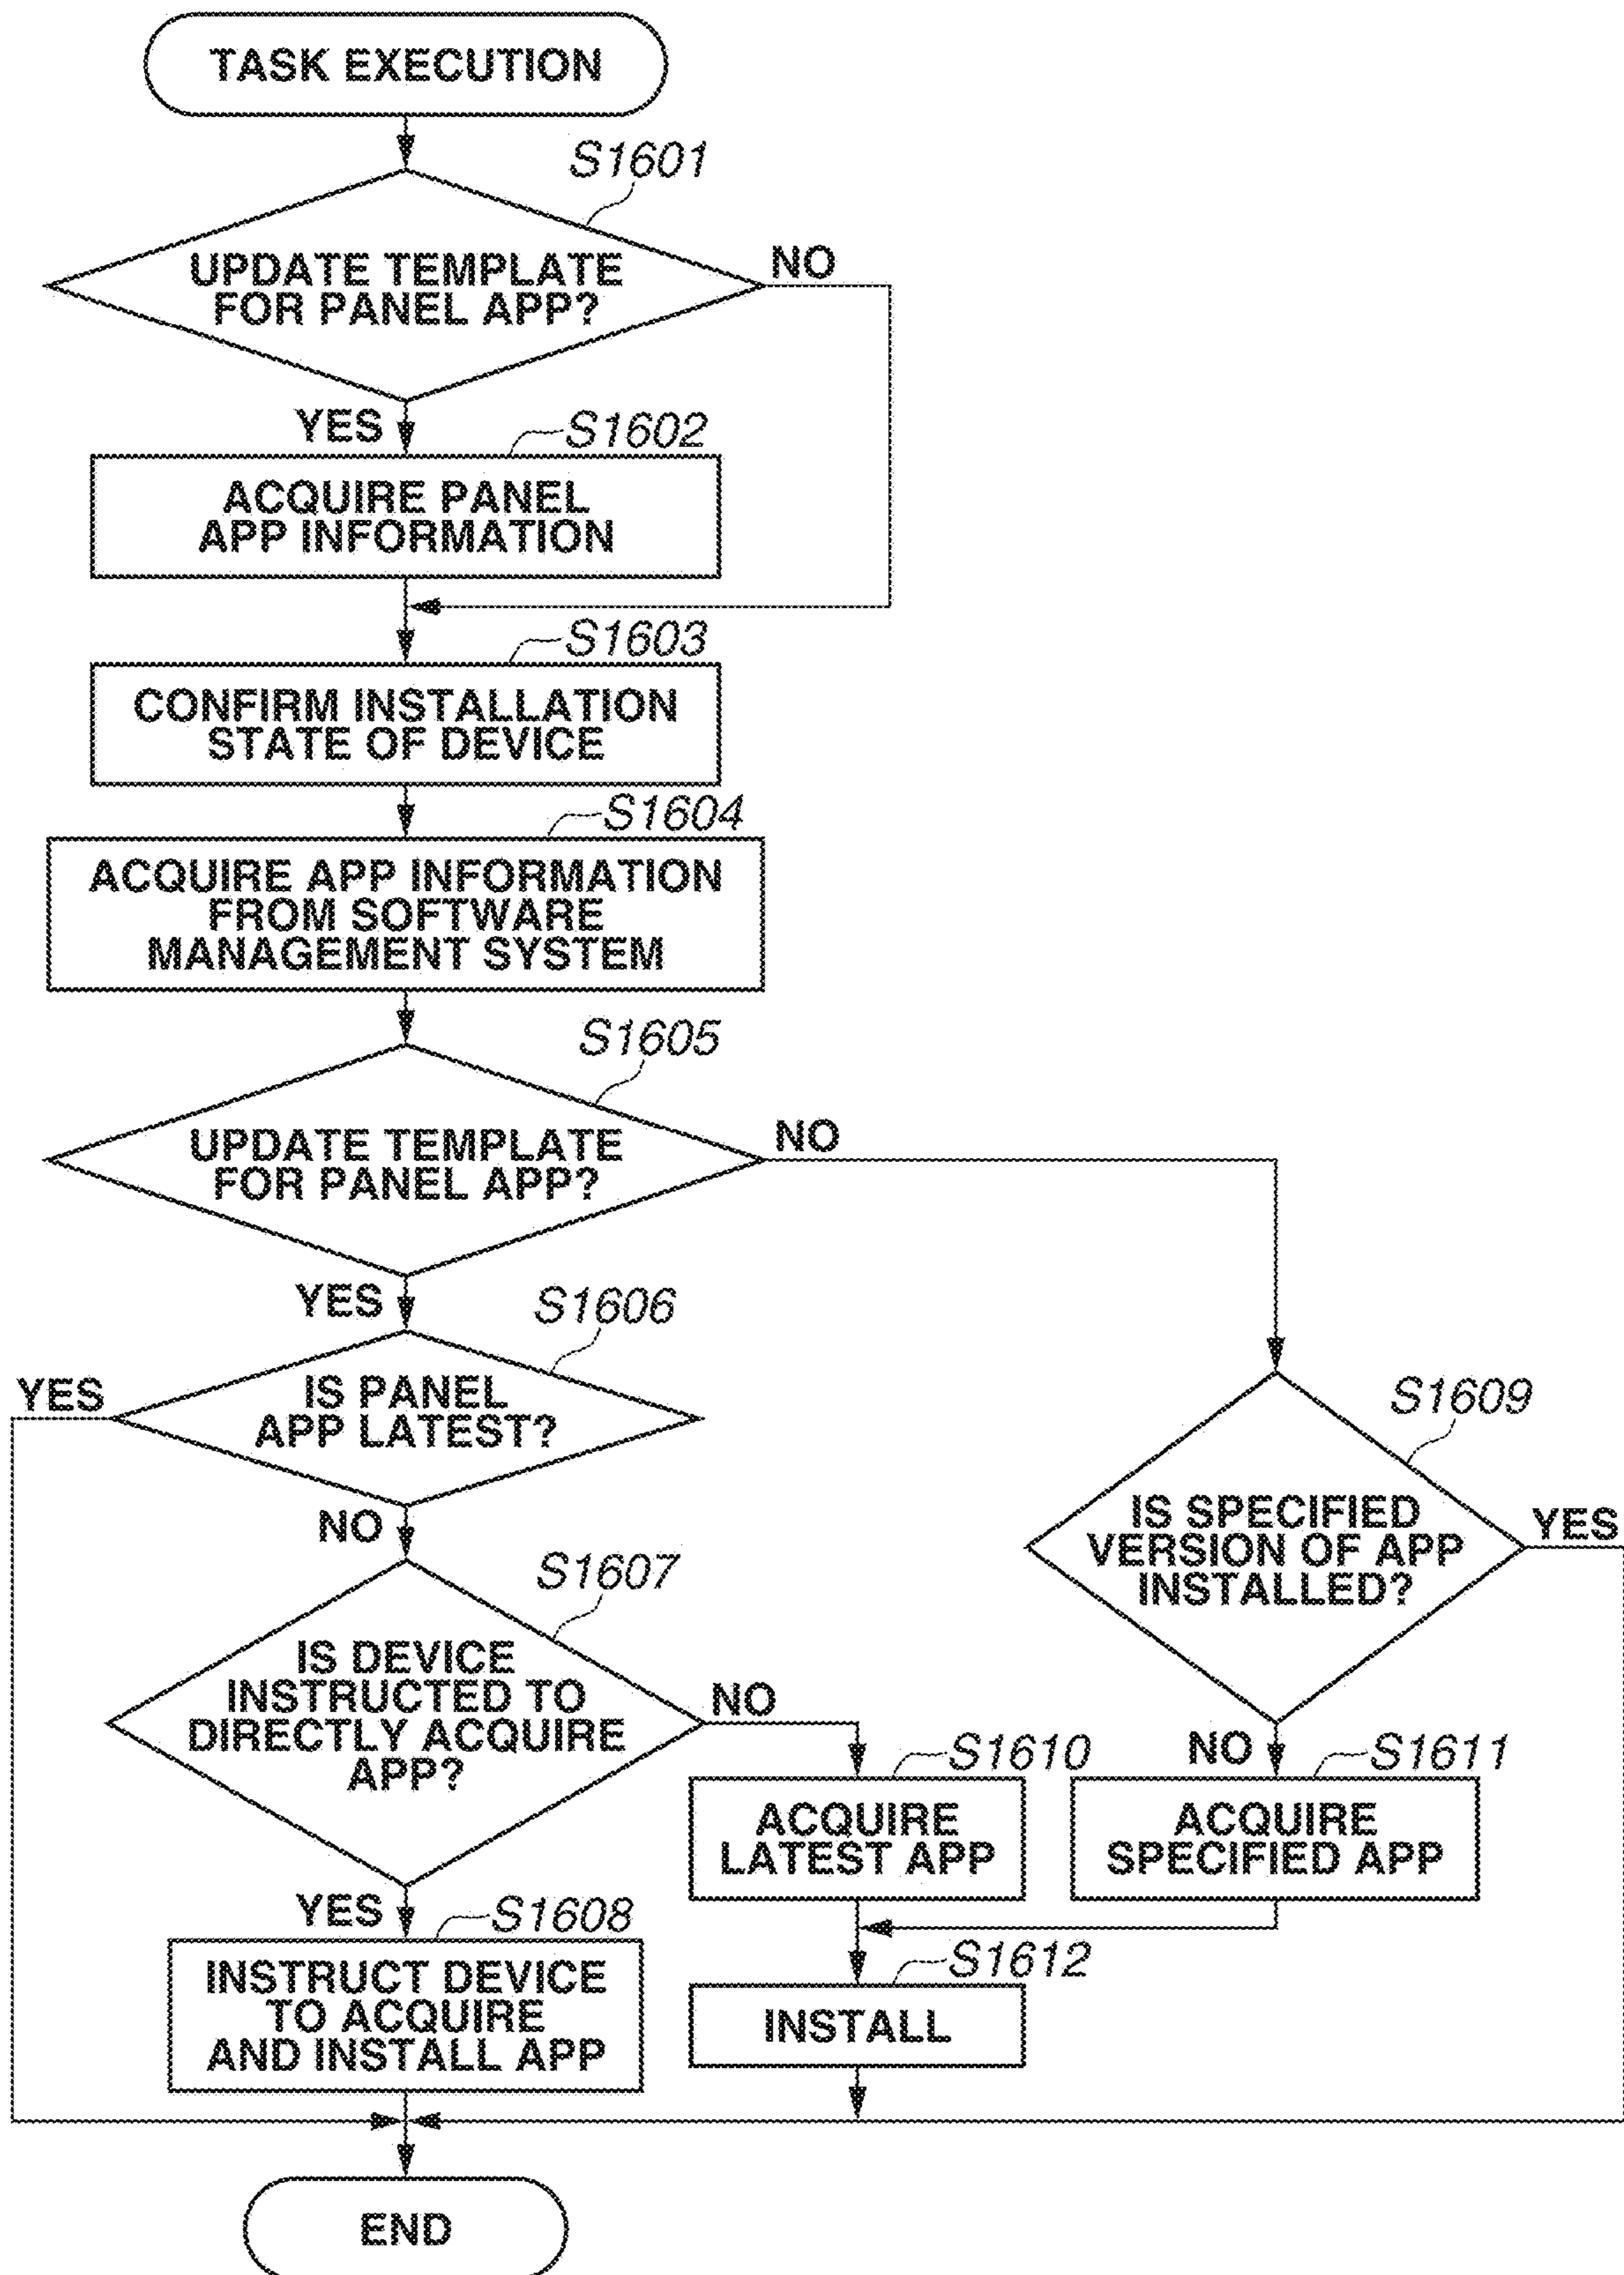 TASK EXECUTION
S1601
UPDATE TEMPLATE
FOR PANEL APP?
NO
YES
S1602
ACQUIRE PANEL
APP INFORMATION
S1603
CONFIRM INSTALLATION
STATE OF DEVICE
S1604
ACQUIRE APP INFORMATION
FROM SOFTWARE
MANAGEMENT SYSTEM
S1605
UPDATE TEMPLATE
FOR PANEL APP?
NO
YES
S1606
IS PANEL
APP LATEST?
YES
NO
S1607
IS DEVICE
INSTRUCTED TO
DIRECTLY ACQUIRE
APP?
NO
YES
S1608
INSTRUCT DEVICE
TO ACQUIRE
AND INSTALL APP
S1609
IS SPECIFIED
VERSION OF APP
INSTALLED?
YES
NO
S1610
ACQUIRE
LATEST APP
S1611
ACQUIRE
SPECIFIED APP
S1612
INSTALL
END